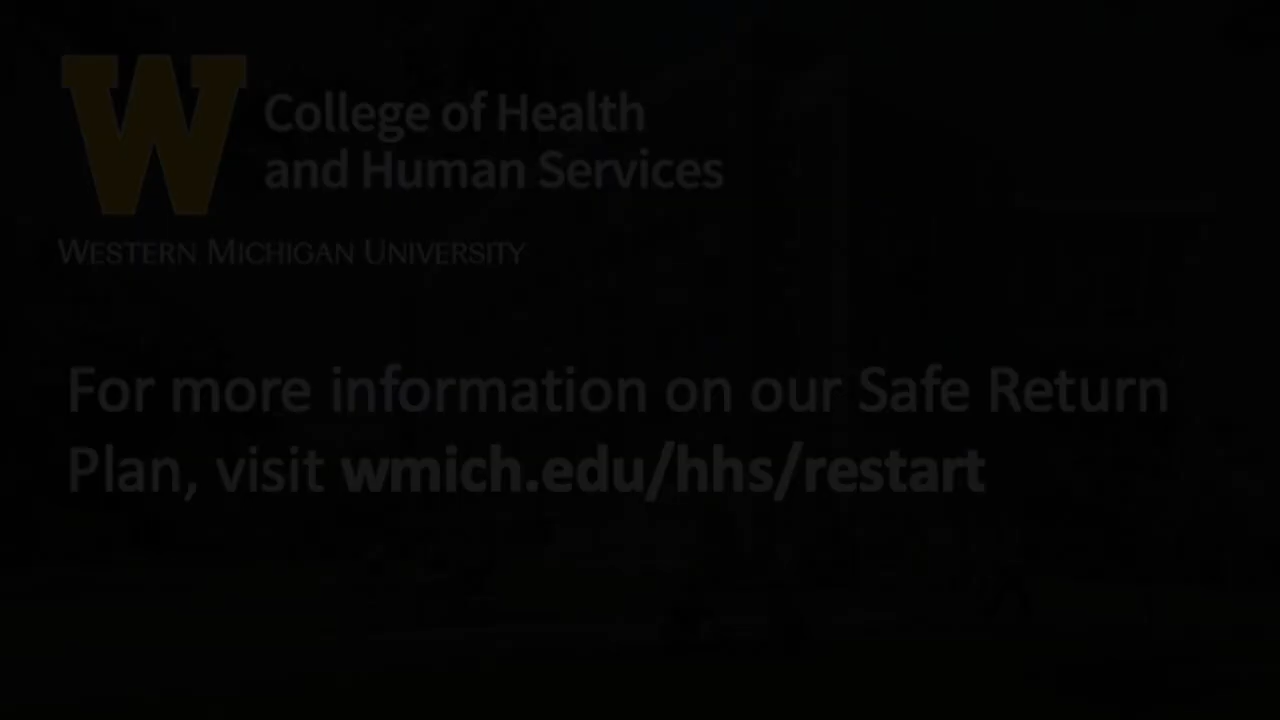 W
College of Health
and Human Services
WESTERN MICHIGAN UNIVERSITY
For more information on our Safe Return
Plan, visit wmich.edu/hhs/restart